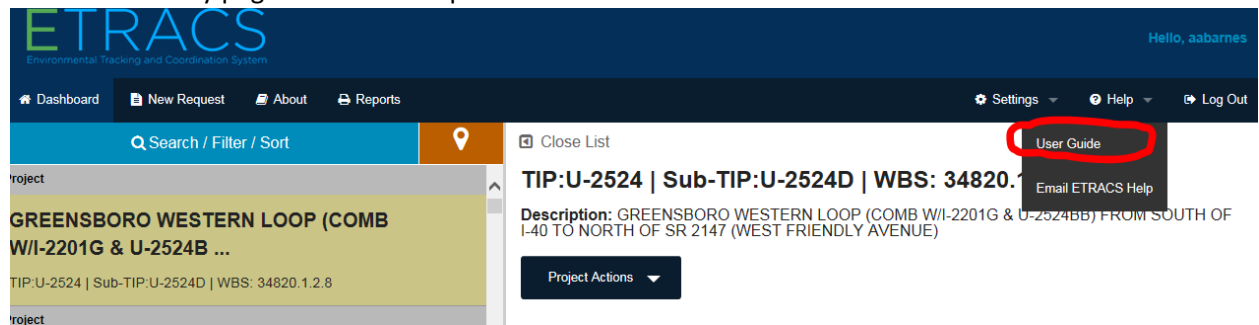 ETRACS
Environmental Tracking and Coordination System
Hello, aabarnes
Dashboard New Request About Reports Settings Help Log Out
Search / Filter / Sort
Close List
User Guide
Email ETRACS Help
Project
GREENSBORO WESTERN LOOP (COMB
W/I-2201G & U-2524B ...
TIP:U-2524 | Sub-TIP:U-2524D | WBS: 34820.1.2.8
Project
TIP:U-2524 | Sub-TIP:U-2524D | WBS: 34820.1
Description: GREENSBORO WESTERN LOOP (COMB W/I-2201G & U-2524BB) FROM SOUTH OF
I-40 TO NORTH OF SR 2147 (WEST FRIENDLY AVENUE)
Project Actions